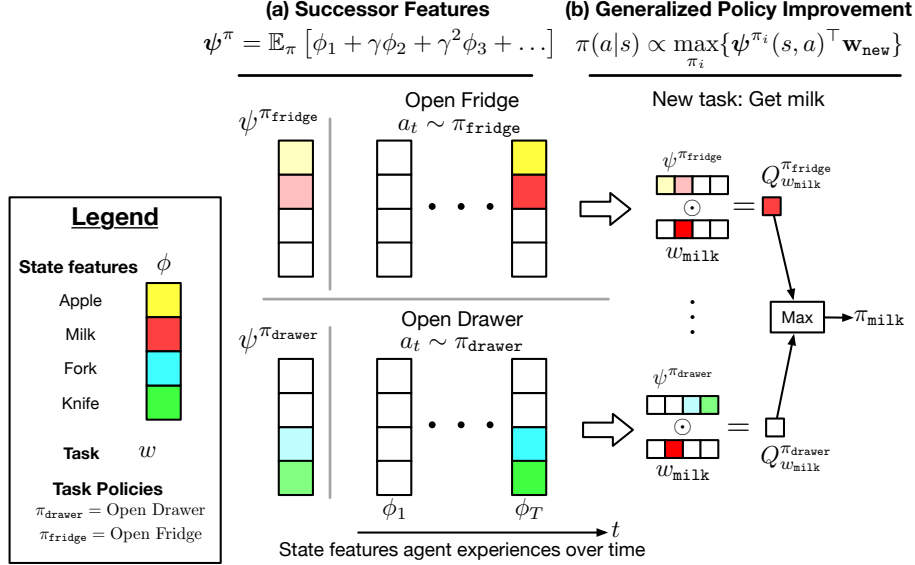 (a) Successor Features
ψ^π = 𝔼_π [ϕ_1 + γϕ_2 + γ^2ϕ_3 + …]
(b) Generalized Policy Improvement
π(a|s) ∝ max_{π_i} {ψ^{π_i}(s, a)^⊤ w_new}
ψ^{π_fridge}
Open Fridge
a_t ∼ π_fridge
• • •
New task: Get milk
ψ^{π_fridge}
⊙
w_milk
=
Q^{π_fridge}_{w_milk}
Legend
State features ϕ
Apple
Milk
Fork
Knife
Task w
Task Policies
π_drawer = Open Drawer
π_fridge = Open Fridge
ψ^{π_drawer}
Open Drawer
a_t ∼ π_drawer
• • •
ϕ_1
ϕ_T
t
State features agent experiences over time
Max
π_milk
ψ^{π_drawer}
⊙
w_milk
=
Q^{π_drawer}_{w_milk}